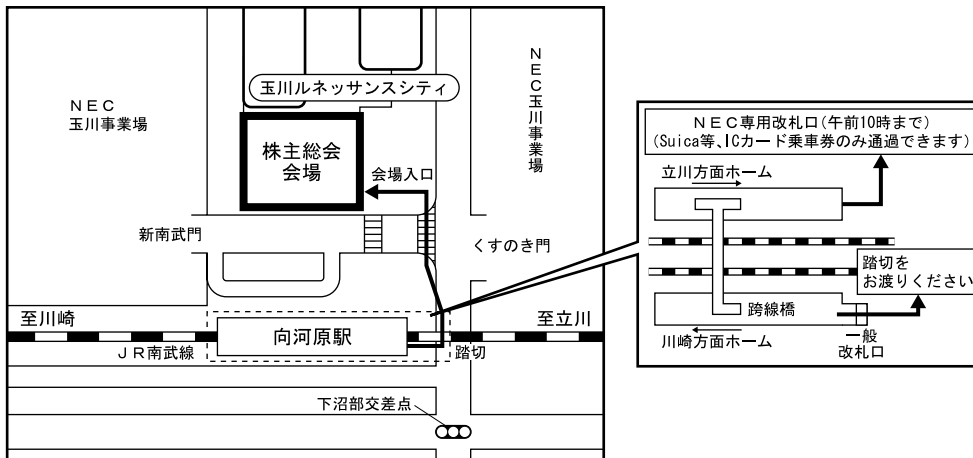 ＮＥＣ
玉川事業場
玉川ルネッサンスシティ
ＮＥＣ玉川事業場
株主総会
会場
会場入口
新南武門
くすのき門
至川崎
至立川
向河原駅
ＪＲ南武線
踏切
下沼部交差点
ＮＥＣ専用改札口(午前10時まで)
(Suica等、ICカード乗車券のみ通過できます)
立川方面ホーム
踏切を
お渡りください
跨線橋
川崎方面ホーム
一般
改札口